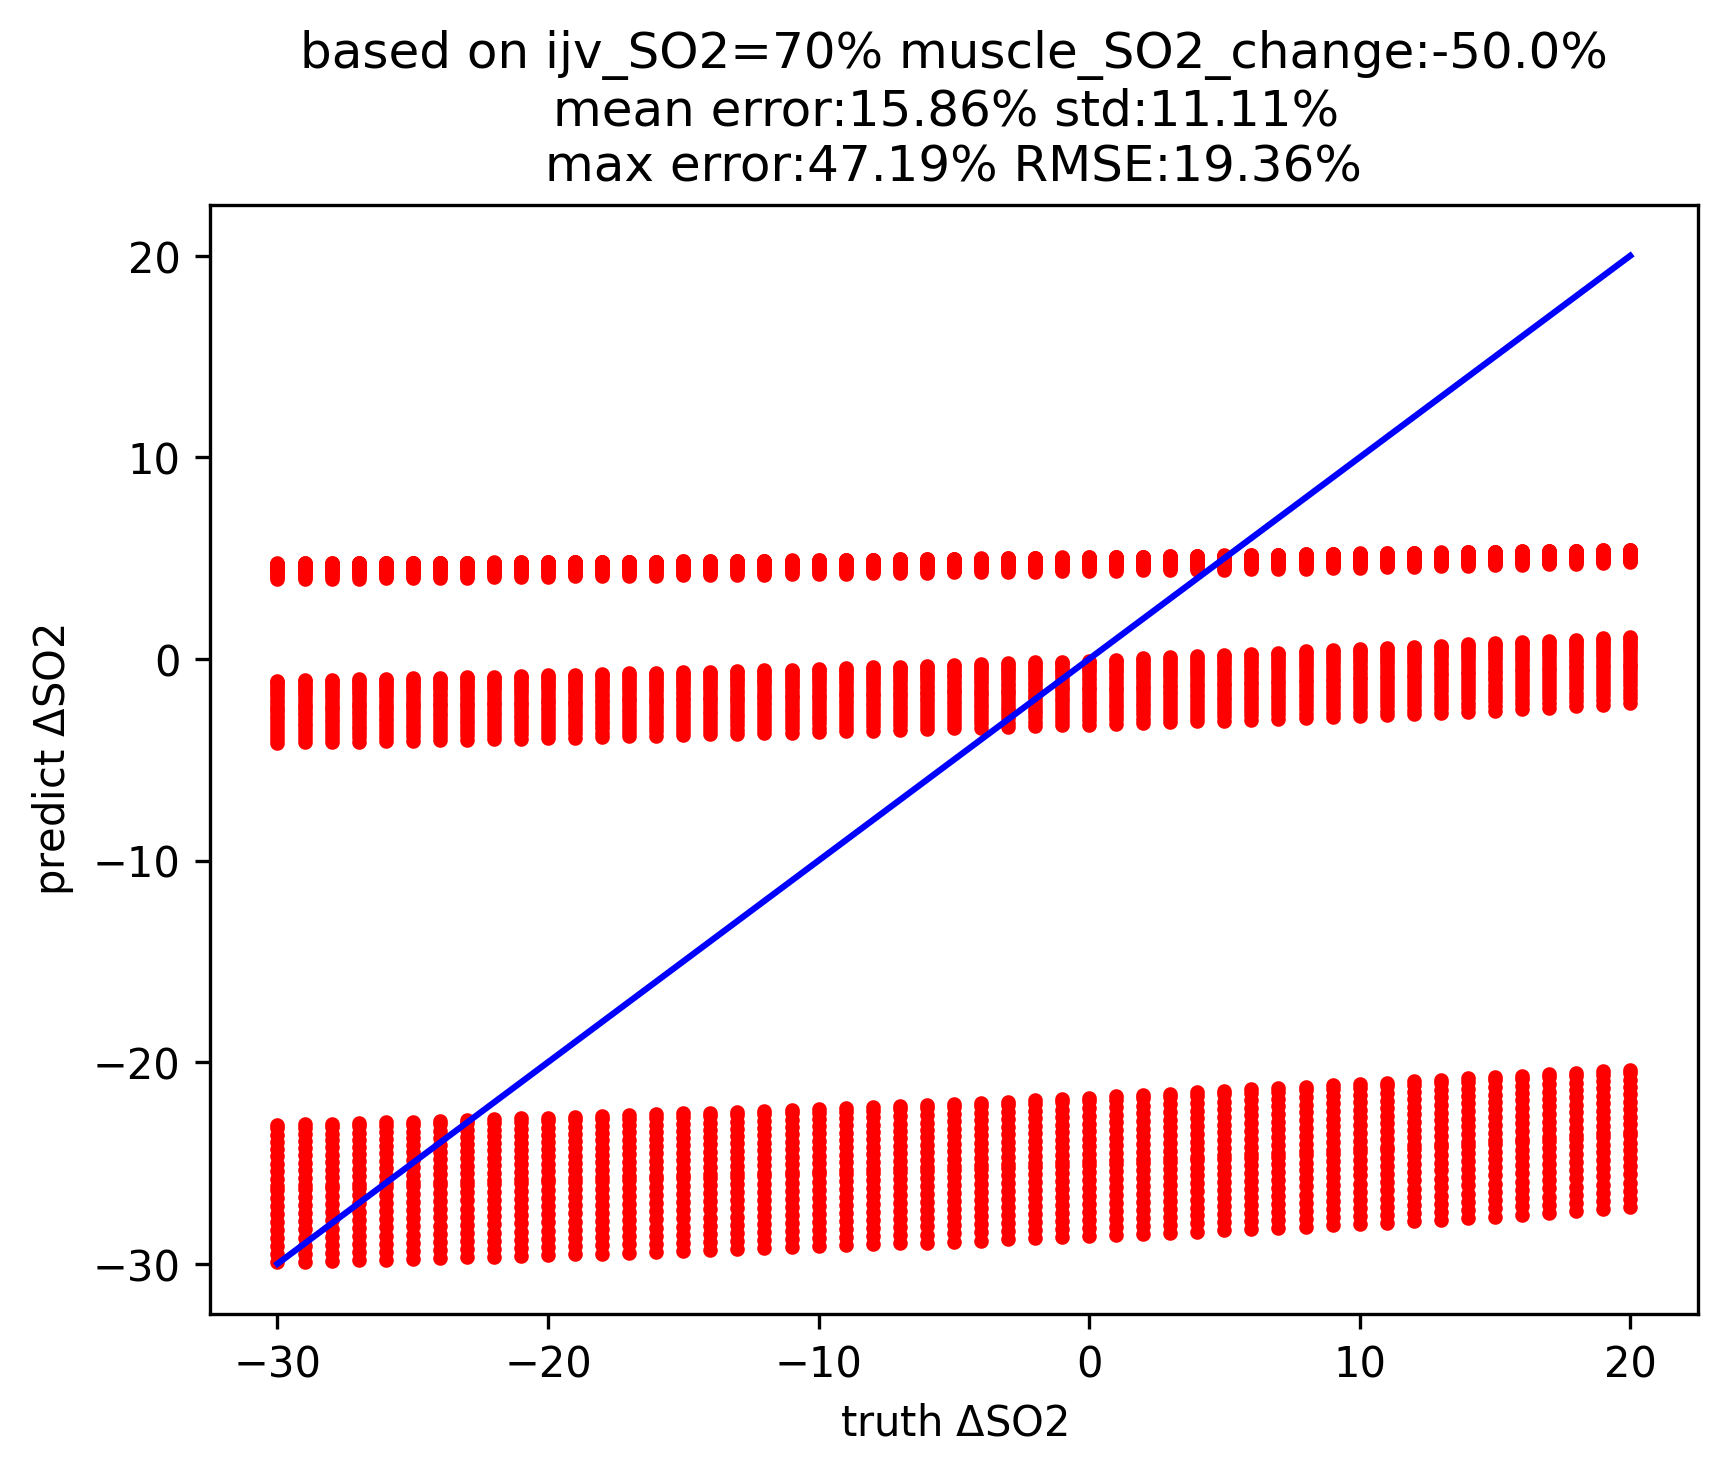 based on ijv_SO2=70% muscle_SO2_change:-50.0%
mean error:15.86% std:11.11%
max error:47.19% RMSE:19.36%
20
10
0
−10
−20
−30
predict ΔSO2
−30 −20 −10 0 10 20
truth ΔSO2